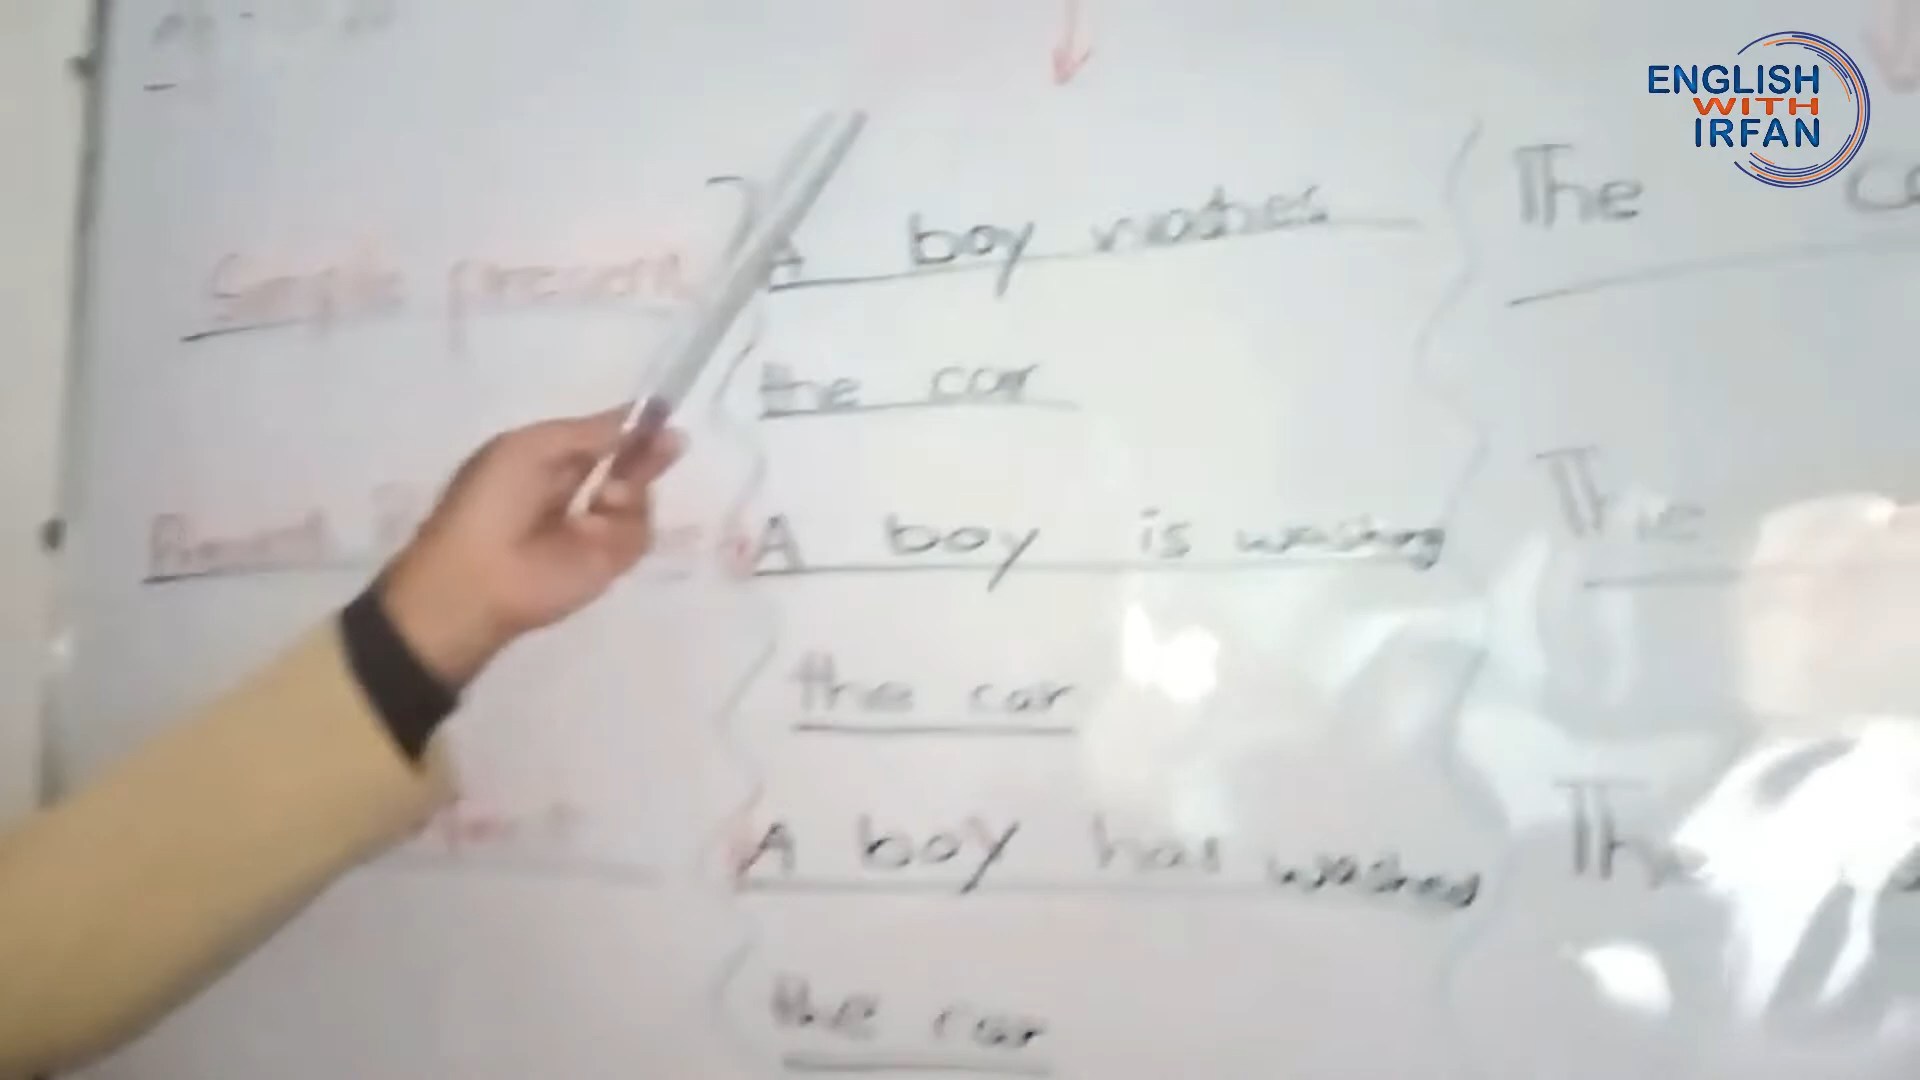 ENGLISH
WITH
IRFAN
Simple present
A boy washes
the car
The
Present
A boy is washing
the car
The
A boy has washed
the car
The